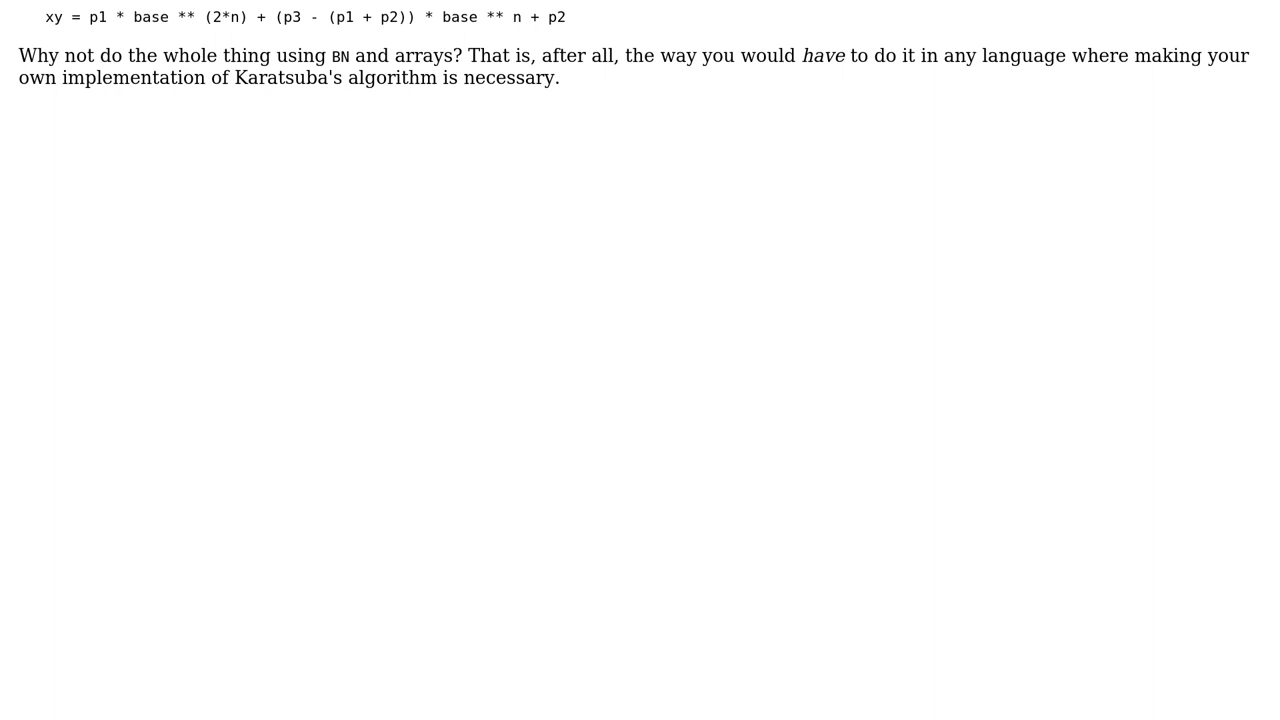 xy = p1 * base ** (2*n) + (p3 - (p1 + p2)) * base ** n + p2
Why not do the whole thing using BN and arrays? That is, after all, the way you would have to do it in any language where making your
own implementation of Karatsuba's algorithm is necessary.